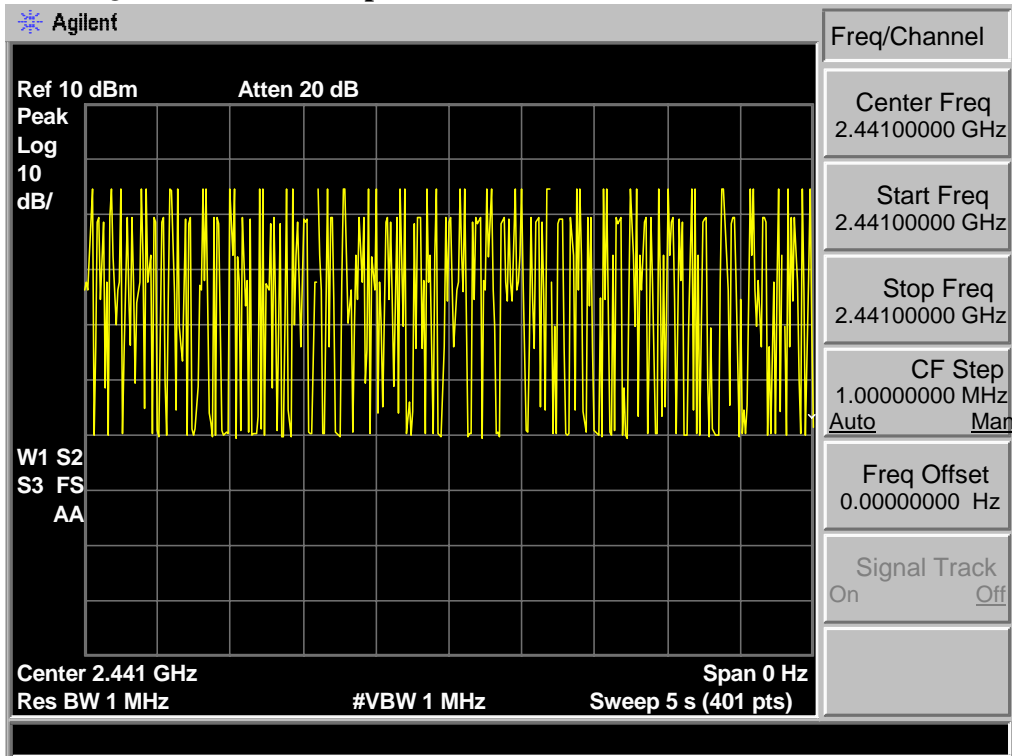 Agilent
Freq/Channel
Ref 10 dBm Atten 20 dB
Peak
Log
10
dB/
W1 S2
S3 FS
AA
Center 2.441 GHz Span 0 Hz
Res BW 1 MHz #VBW 1 MHz Sweep 5 s (401 pts)
Center Freq
2.44100000 GHz
Start Freq
2.44100000 GHz
Stop Freq
2.44100000 GHz
CF Step
1.00000000 MHz
Auto Man
Freq Offset
0.00000000 Hz
Signal Track
On Off